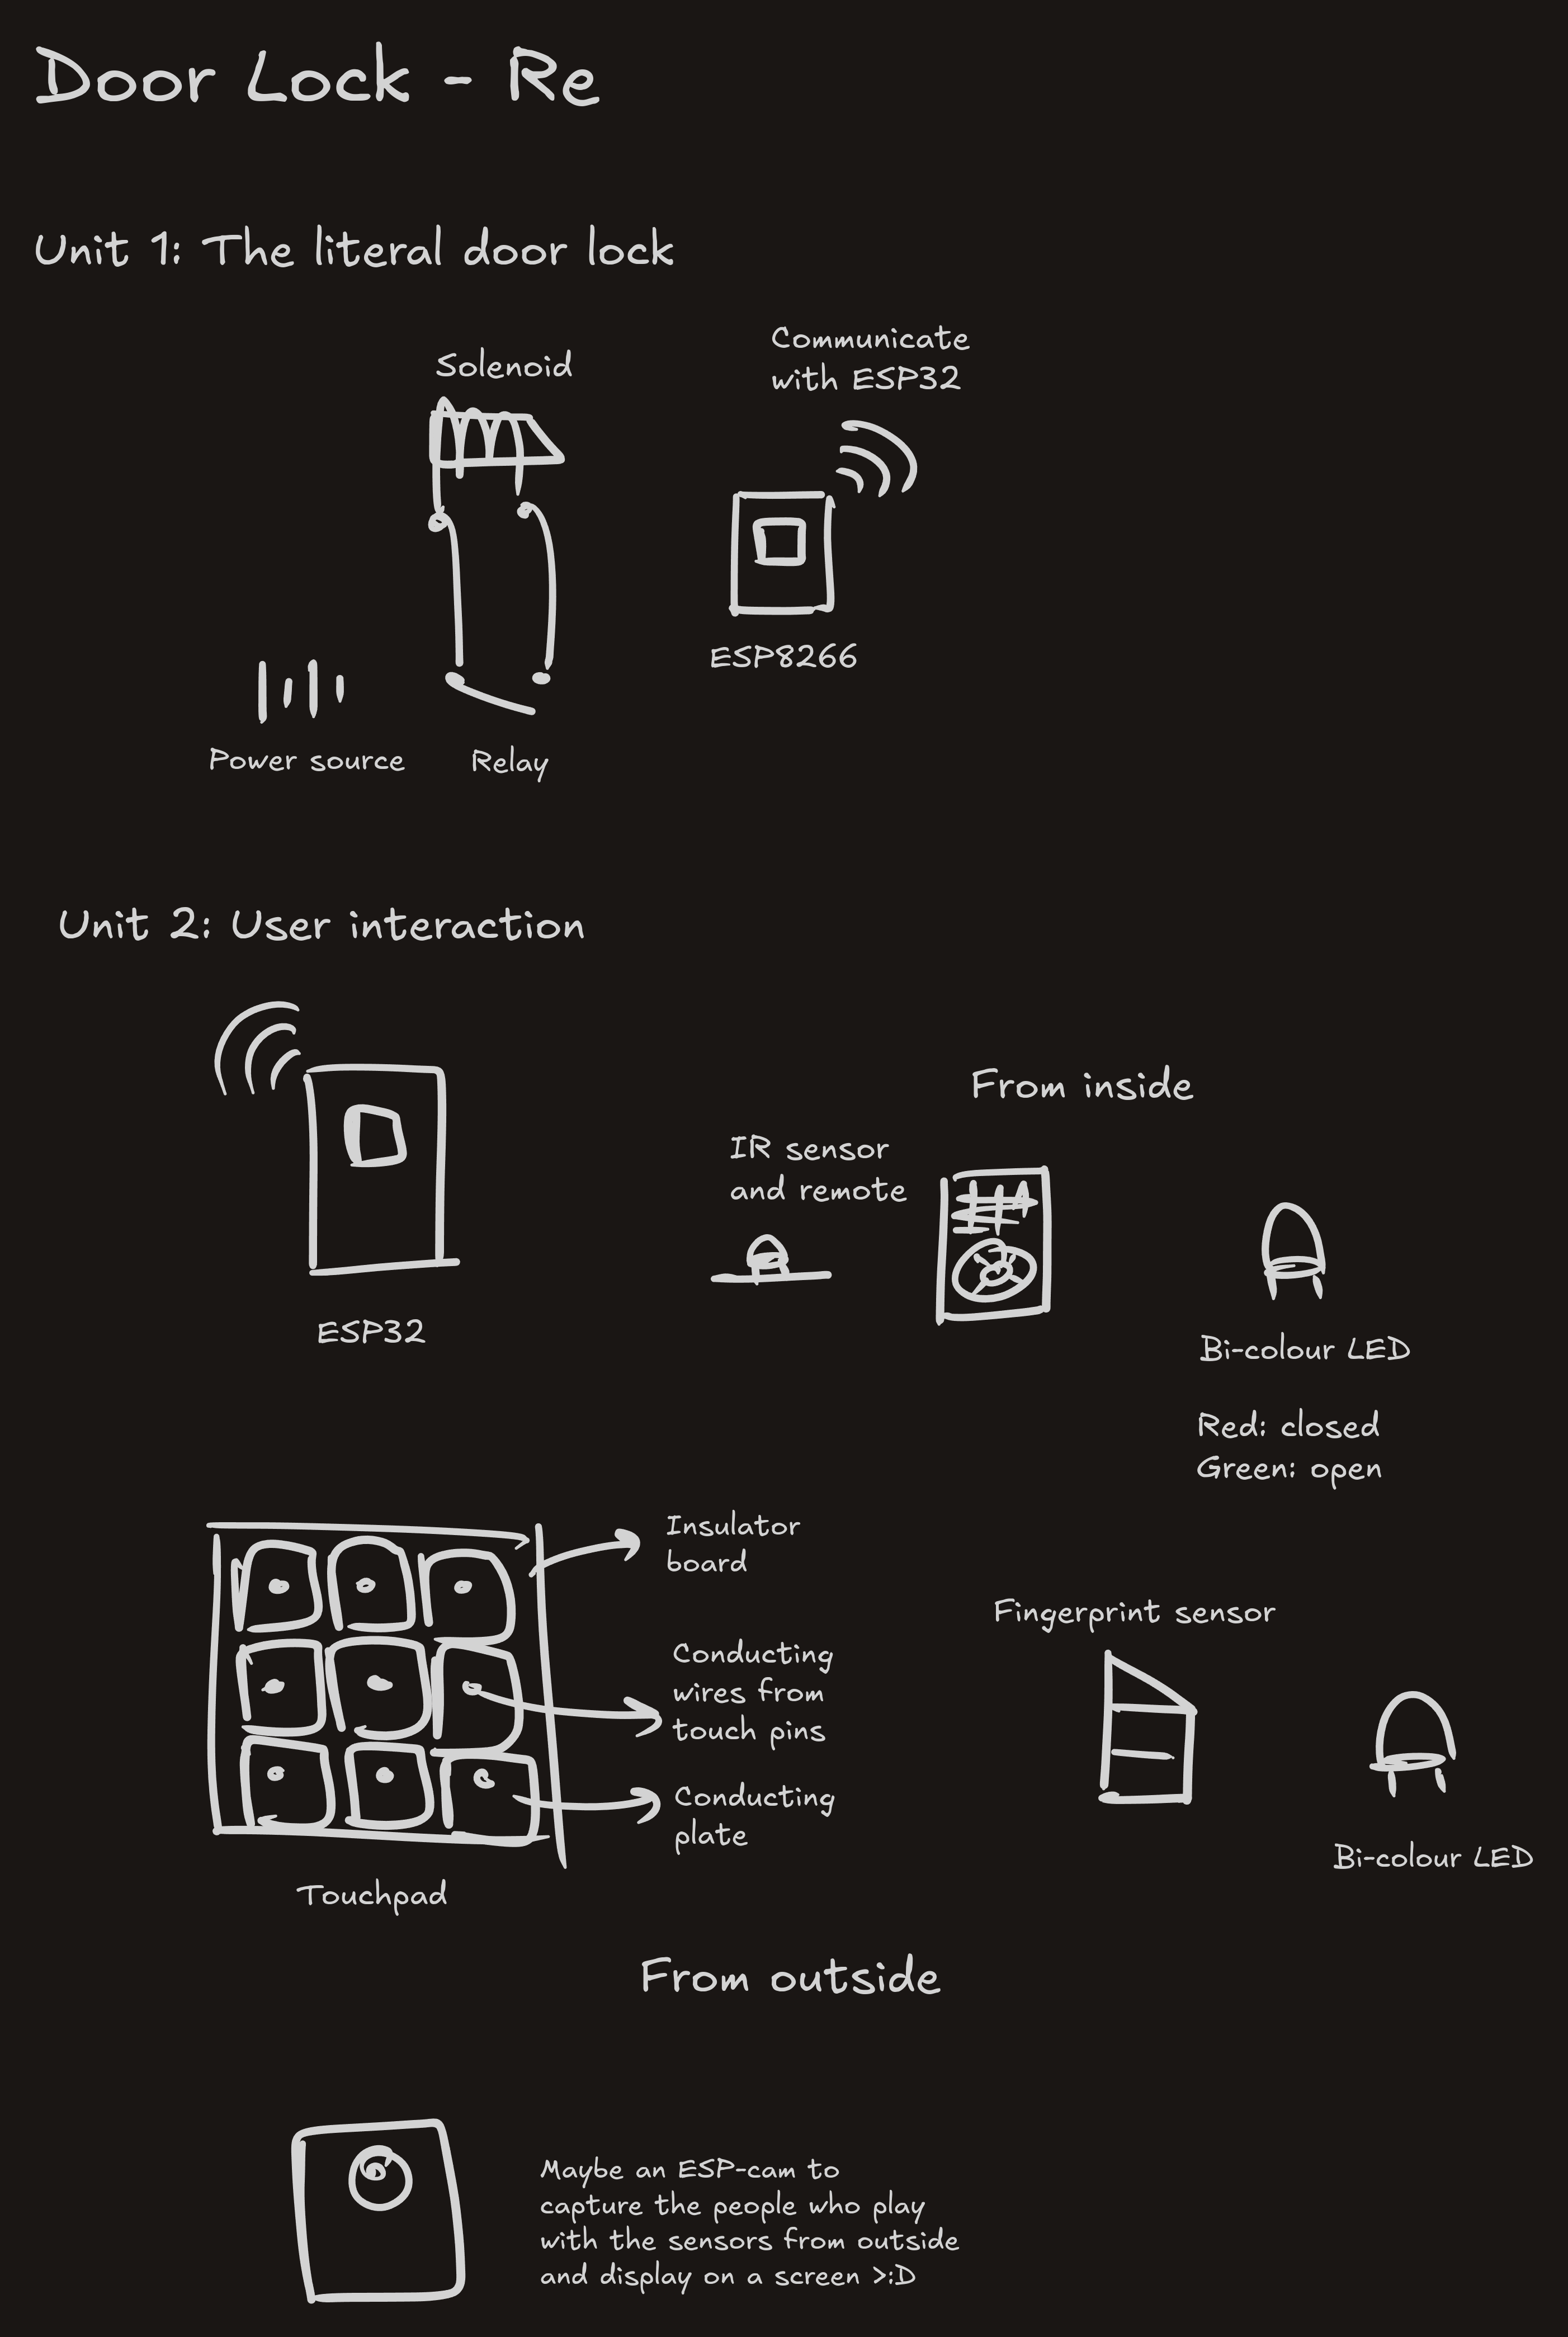 Door Lock - Re
Unit 1: The literal door lock
Solenoid
Communicate
with ESP32
ESP8266
Power source
Relay
Unit 2: User interaction
From inside
IR sensor
and remote
ESP32
Bi-colour LED
Red: closed
Green: open
Insulator
board
Fingerprint sensor
Conducting
wires from
touch pins
Conducting
plate
Bi-colour LED
Touchpad
From outside
Maybe an ESP-cam to
capture the people who play
with the sensors from outside
and display on a screen >:D